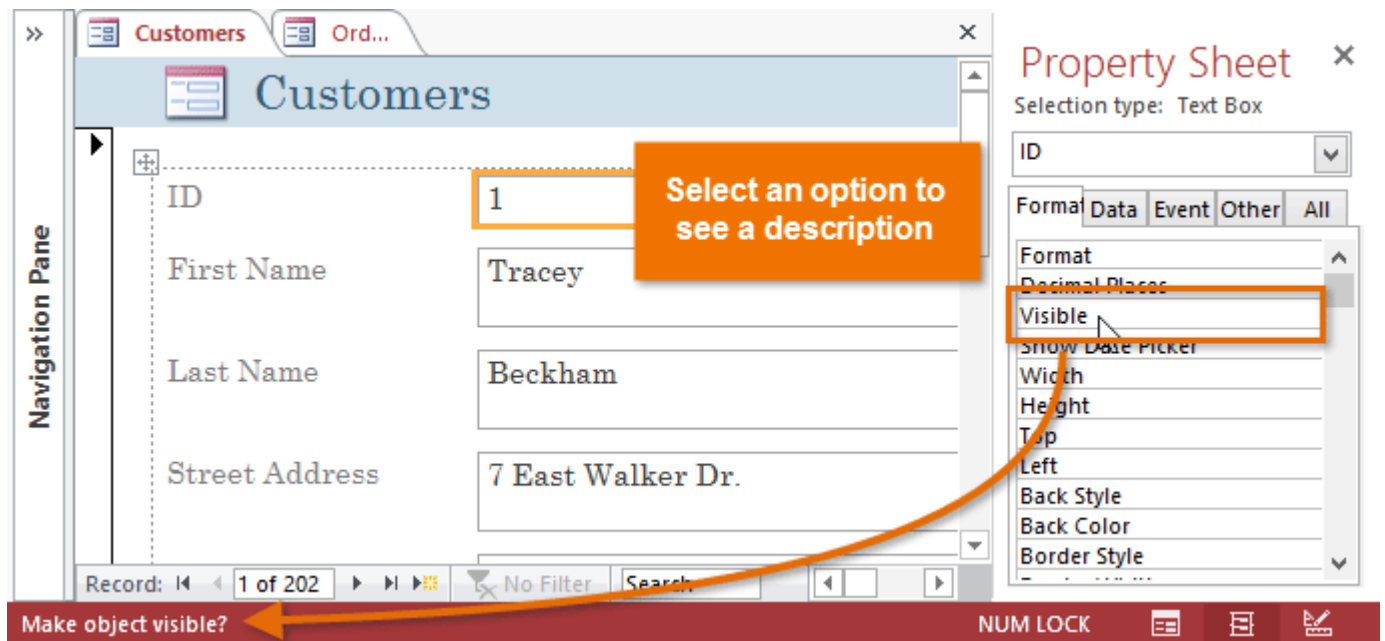 Navigation Pane
Customers
Ord...
Customers
ID
1
First Name
Tracey
Last Name
Beckham
Street Address
7 East Walker Dr.
Record: 1 of 202 No Filter Search
Select an option to
see a description
Property Sheet
Selection type: Text Box
ID
Format Data Event Other All
Format
Decimal Places
Visible
Show Date Picker
Width
Height
Top
Left
Back Style
Back Color
Border Style
Make object visible?
NUM LOCK